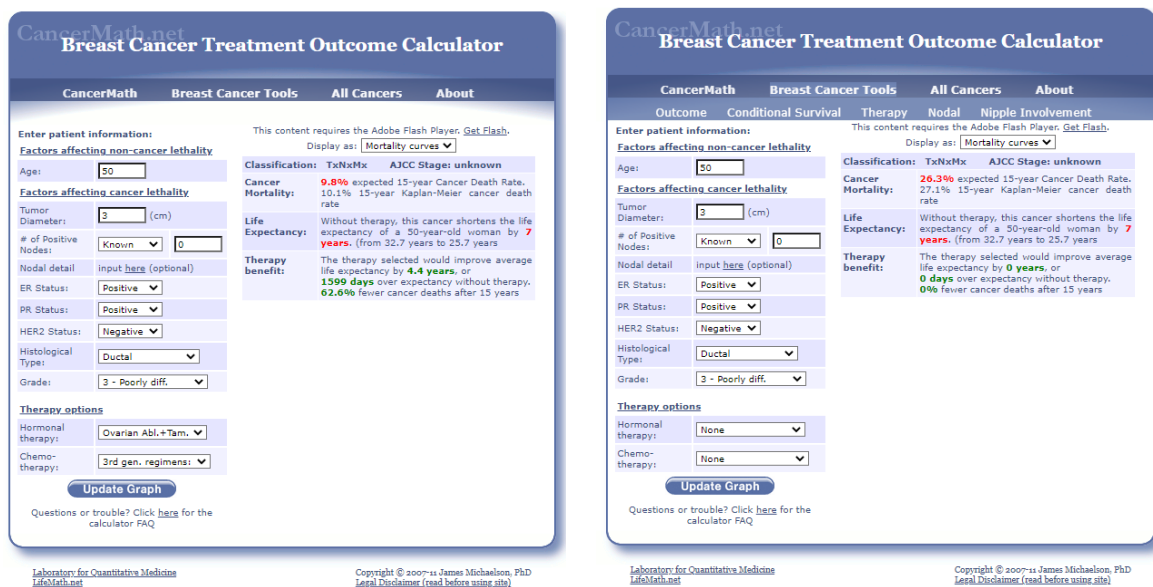 CancerMath.net
Breast Cancer Treatment Outcome Calculator
CancerMath Breast Cancer Tools All Cancers About
Enter patient information:
Factors affecting non-cancer lethality
Age: 50
Factors affecting cancer lethality
Tumor
Diameter: 3 (cm)
# of Positive
Nodes: Known 0
Nodal detail input here (optional)
ER Status: Positive
PR Status: Positive
HER2 Status: Negative
Histological
Type: Ductal
Grade: 3 - Poorly diff.
Therapy options
Hormonal
therapy: Ovarian Abl.+Tam.
Chemo-
therapy: 3rd gen. regimens:
Update Graph
Questions or trouble? Click here for the
calculator FAQ
This content requires the Adobe Flash Player. Get Flash.
Display as: Mortality curves
Classification: TxNxMx AJCC Stage: unknown
Cancer
Mortality:
9.8% expected 15-year Cancer Death Rate.
10.1% 15-year Kaplan-Meier cancer death
rate
Life
Expectancy:
Without therapy, this cancer shortens the life
expectancy of a 50-year-old woman by 7
years. (from 32.7 years to 25.7 years
Therapy
benefit:
The therapy selected would improve average
life expectancy by 4.4 years, or
1599 days over expectancy without therapy.
62.6% fewer cancer deaths after 15 years
Laboratory for Quantitative Medicine
LifeMath.net
Copyright © 2007-11 James Michaelson, PhD
Legal Disclaimer (read before using site)
CancerMath.net
Breast Cancer Treatment Outcome Calculator
CancerMath Breast Cancer Tools All Cancers About
Outcome Conditional Survival Therapy Nodal Nipple Involvement
Enter patient information:
Factors affecting non-cancer lethality
Age: 50
Factors affecting cancer lethality
Tumor
Diameter: 3 (cm)
# of Positive
Nodes: Known 0
Nodal detail input here (optional)
ER Status: Positive
PR Status: Positive
HER2 Status: Negative
Histological
Type: Ductal
Grade: 3 - Poorly diff.
Therapy options
Hormonal
therapy: None
Chemo-
therapy: None
Update Graph
Questions or trouble? Click here for the
calculator FAQ
This content requires the Adobe Flash Player. Get Flash.
Display as: Mortality curves
Classification: TxNxMx AJCC Stage: unknown
Cancer
Mortality:
26.3% expected 15-year Cancer Death Rate.
27.1% 15-year Kaplan-Meier cancer death
rate
Life
Expectancy:
Without therapy, this cancer shortens the life
expectancy of a 50-year-old woman by 7
years. (from 32.7 years to 25.7 years
Therapy
benefit:
The therapy selected would improve average
life expectancy by 0 years, or
0 days over expectancy without therapy.
0% fewer cancer deaths after 15 years
Laboratory for Quantitative Medicine
LifeMath.net
Copyright © 2007-11 James Michaelson, PhD
Legal Disclaimer (read before using site)